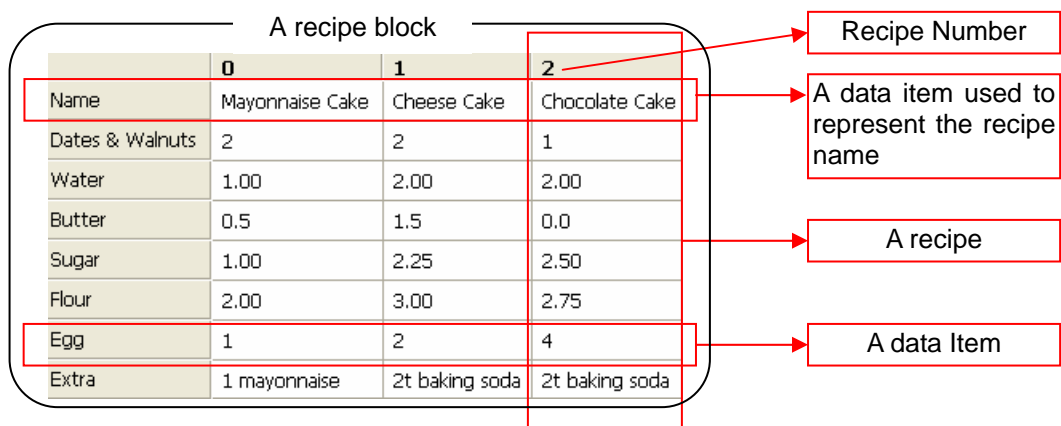 A recipe block
0 1 2
Name Mayonnaise Cake Cheese Cake Chocolate Cake
Dates & Walnuts 2 2 1
Water 1.00 2.00 2.00
Butter 0.5 1.5 0.0
Sugar 1.00 2.25 2.50
Flour 2.00 3.00 2.75
Egg 1 2 4
Extra 1 mayonnaise 2t baking soda 2t baking soda
Recipe Number
A data item used to
represent the recipe
name
A recipe
A data Item